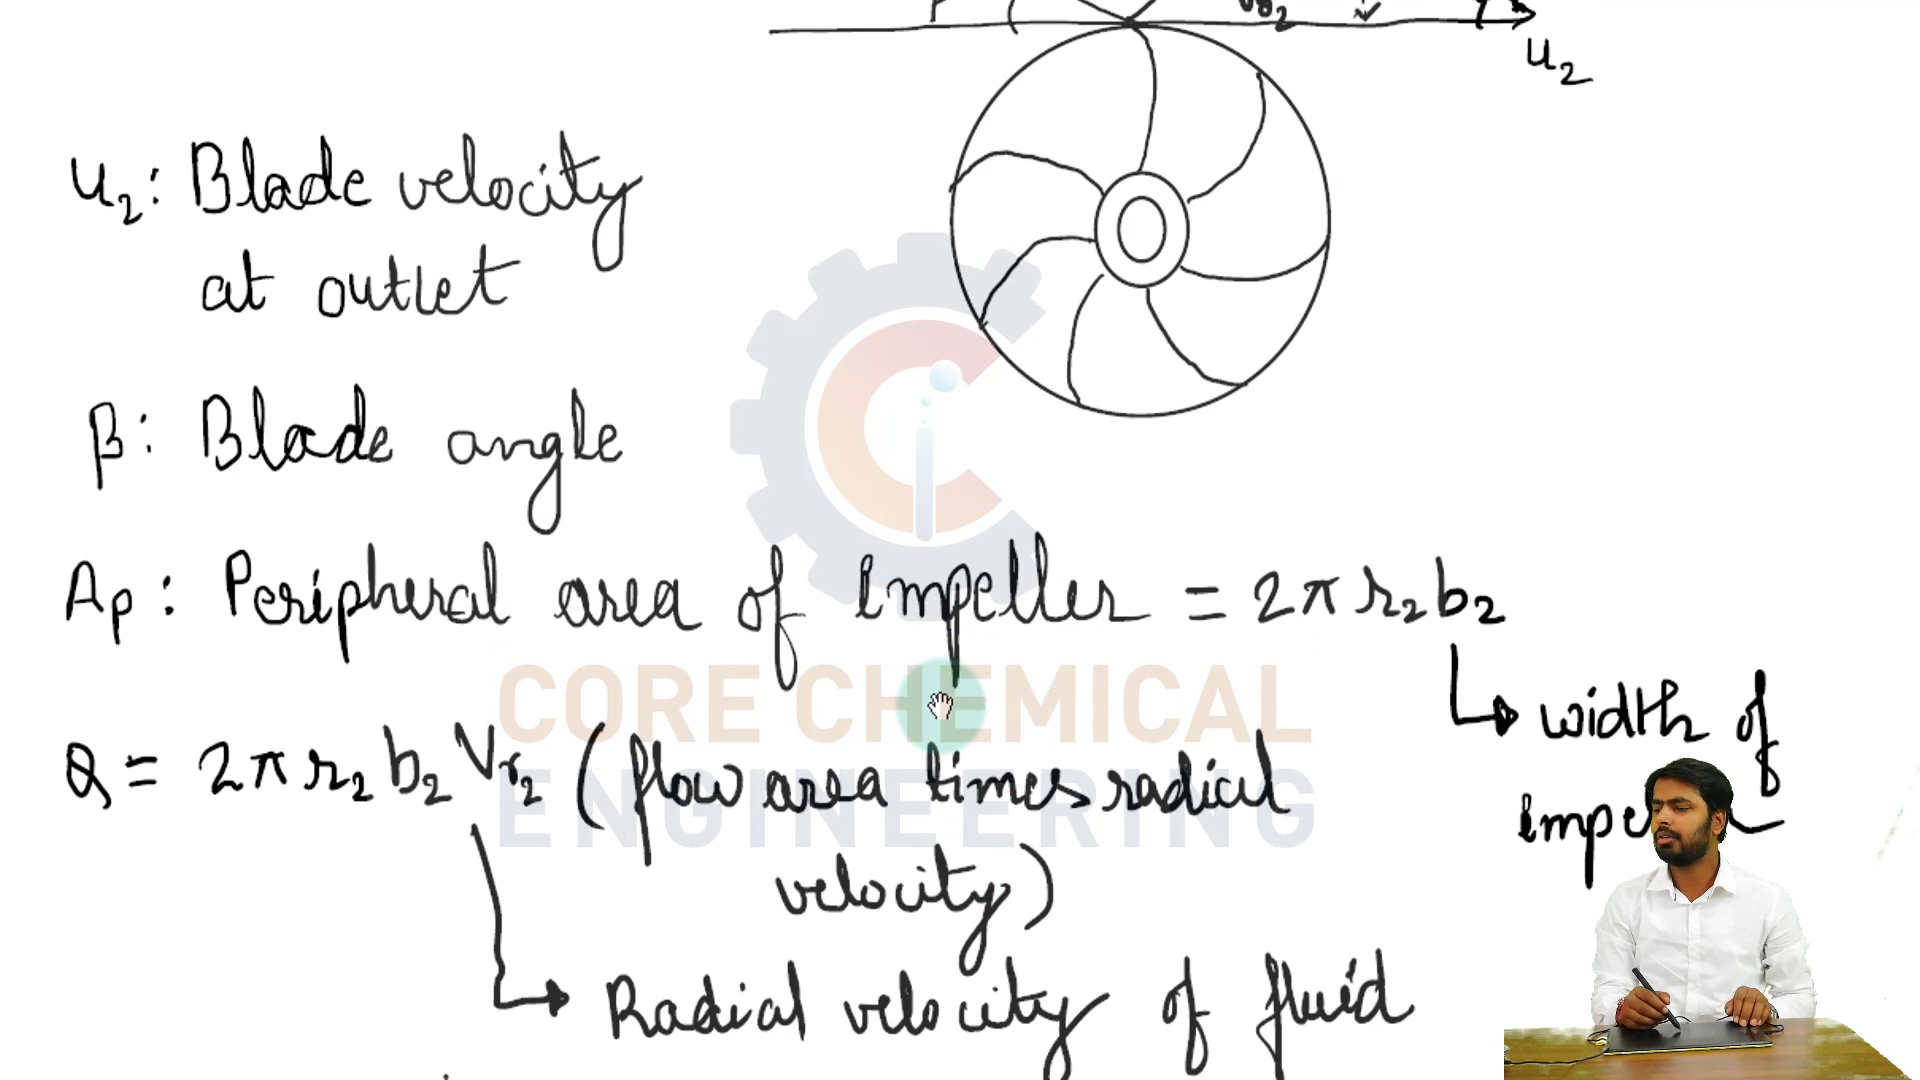 u₂
u₂: Blade velocity
at outlet
β: Blade angle
Ap: Peripheral area of impeller = 2πr₂b₂
width of
Q = 2πr₂b₂Vr₂ (flow area times radial
velocity)
Radial velocity of fluid
CORE CHEMICAL
ENGINEERING